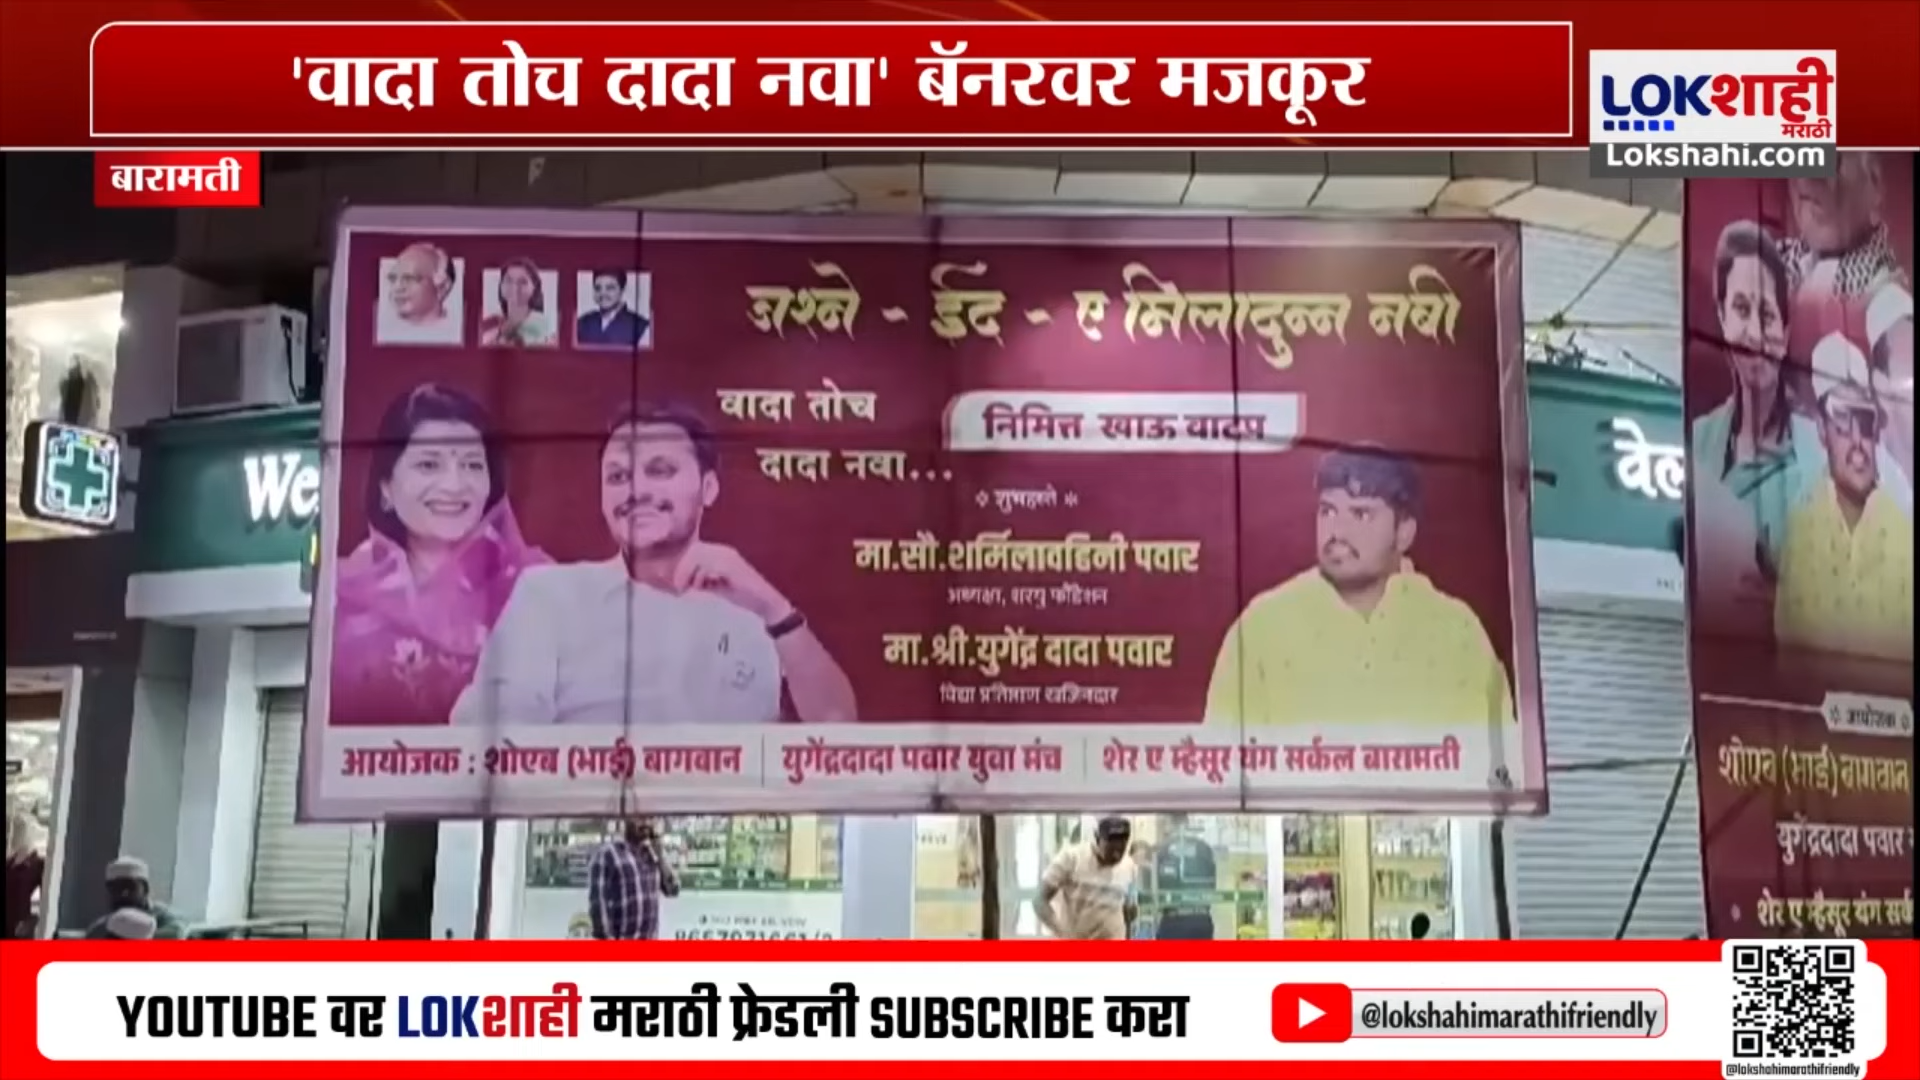 'वादा तोच दादा नवा' बॅनरवर मजकूर
LOKशाही
मराठी
Lokshahi.com
बारामती
जश्ने - ईद - ए मिलादुन्न नबी
वादा तोच
दादा नवा...
निमित्त खाऊ वाटप
शुभहस्ते
मा.सौ.शर्मिलावहिनी पवार
अध्यक्षा, शरयु फौंडेशन
मा.श्री.युगेंद्र दादा पवार
विद्या प्रतिष्ठाण खजिनदार
आयोजक : शोएब (भाई) बागवान
युगेंद्रदादा पवार युवा मंच
शेर ए म्हैसूर यंग सर्कल बारामती
We
वेल
आयोजक
शोएब (भाई) बागवान
युगेंद्रदादा पवार
शेर ए म्हैसूर यंग सर्क
YOUTUBE वर LOKशाही मराठी फ्रेंडली SUBSCRIBE करा
@lokshahimarathifriendly
@lokshahimarathifriendly